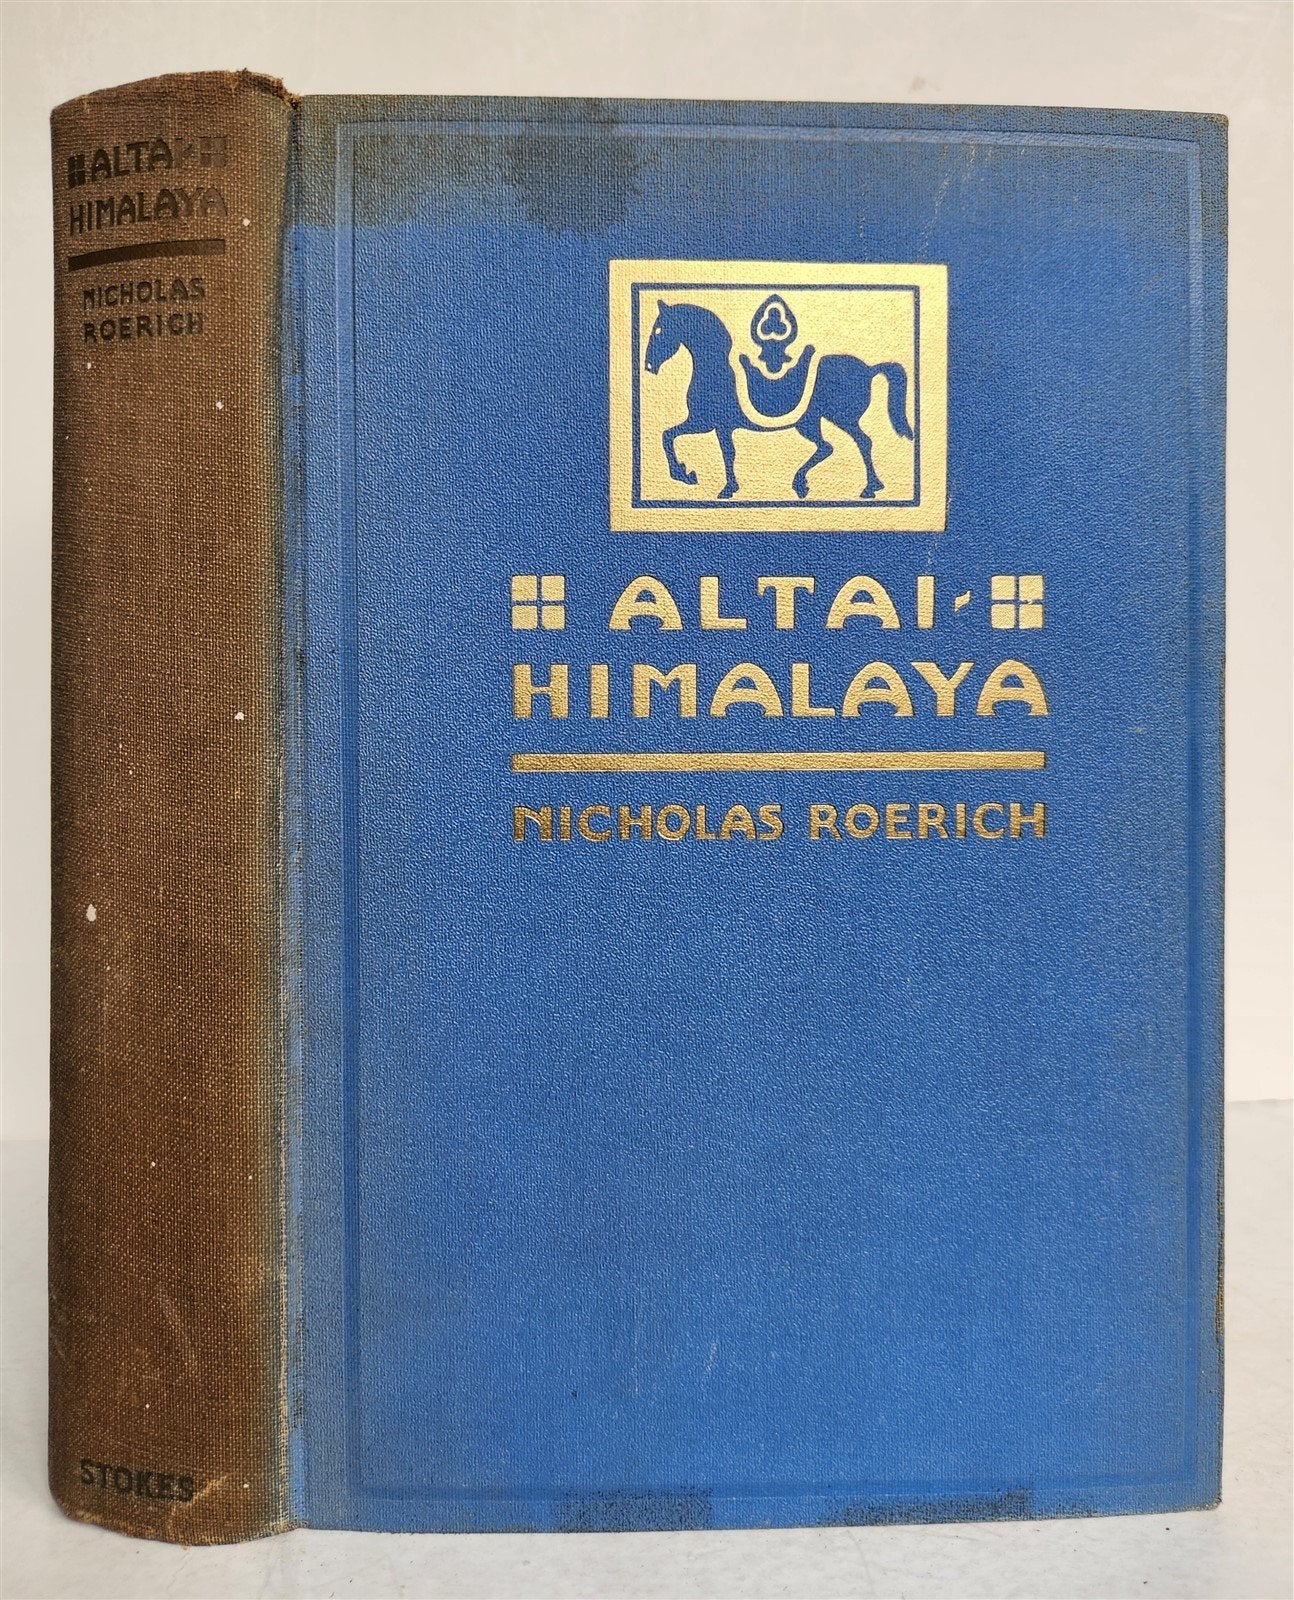 ALTAI-
HIMALAYA
NICHOLAS
ROERICH
STOKES
ALTAI-
HIMALAYA
NICHOLAS ROERICH